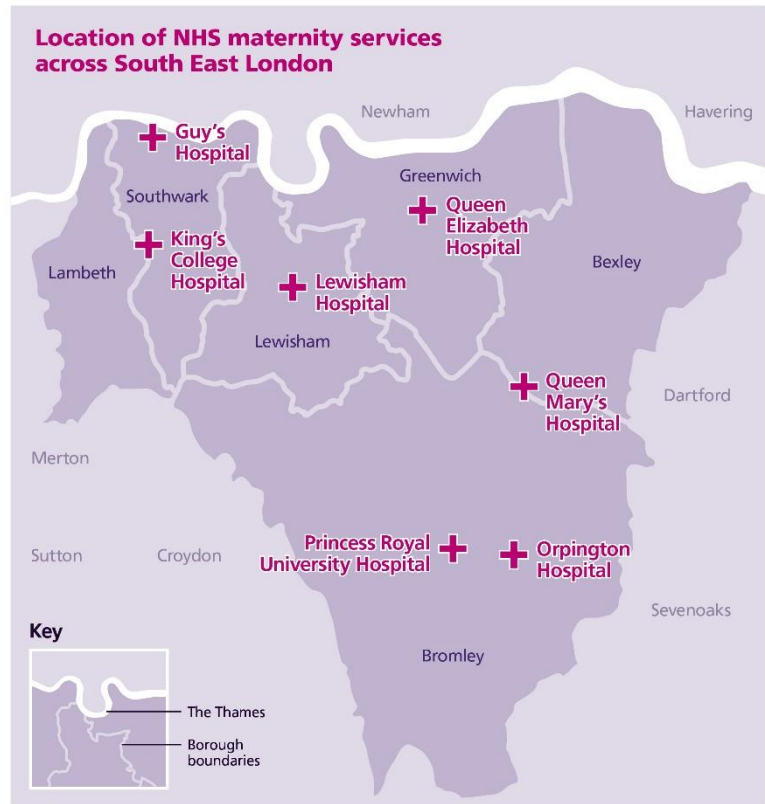 Location of NHS maternity services
across South East London
Newham
Havering
Guy's
Hospital
Greenwich
Southwark
Queen
Elizabeth
Hospital
King's
College
Hospital
Bexley
Lambeth
Lewisham
Hospital
Lewisham
Queen
Mary's
Hospital
Dartford
Merton
Princess Royal
University Hospital
Orpington
Hospital
Sutton
Croydon
Sevenoaks
Key
Bromley
The Thames
Borough
boundaries